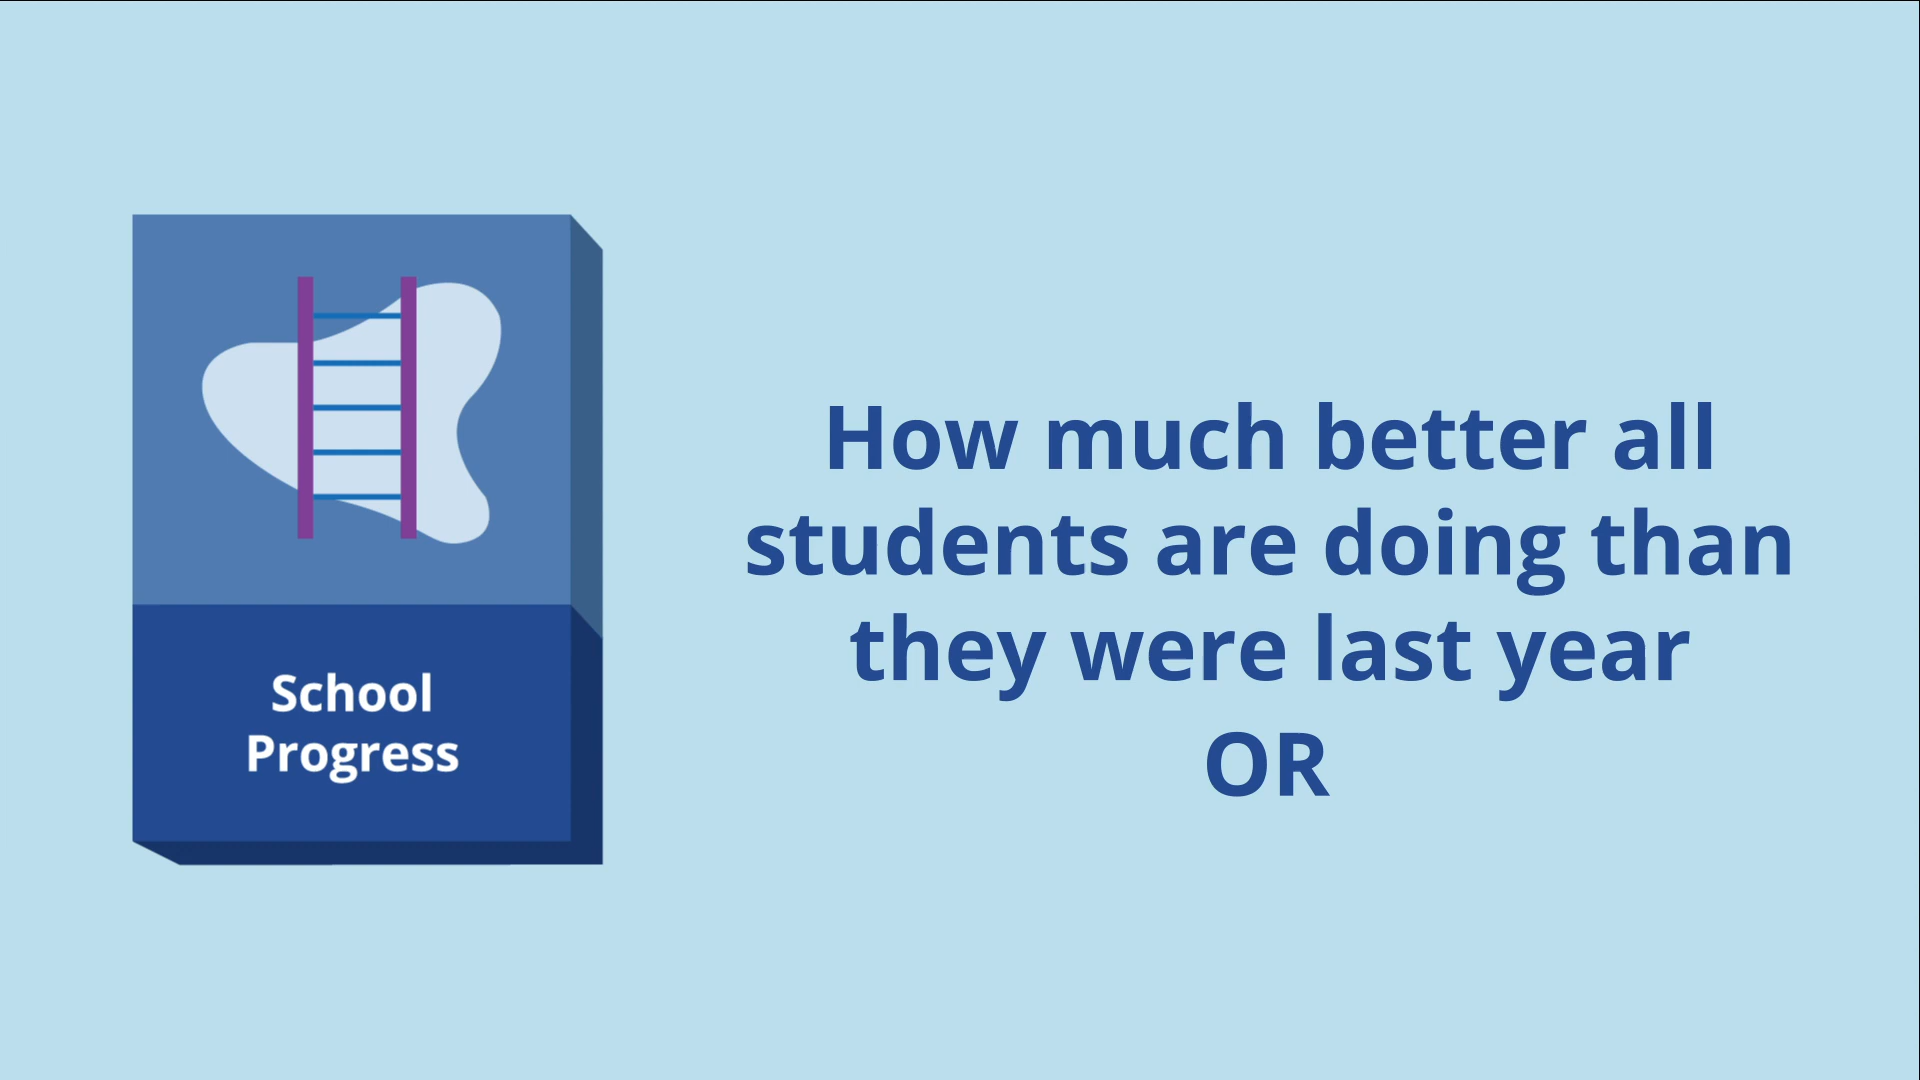 School
Progress
How much better all
students are doing than
they were last year
OR